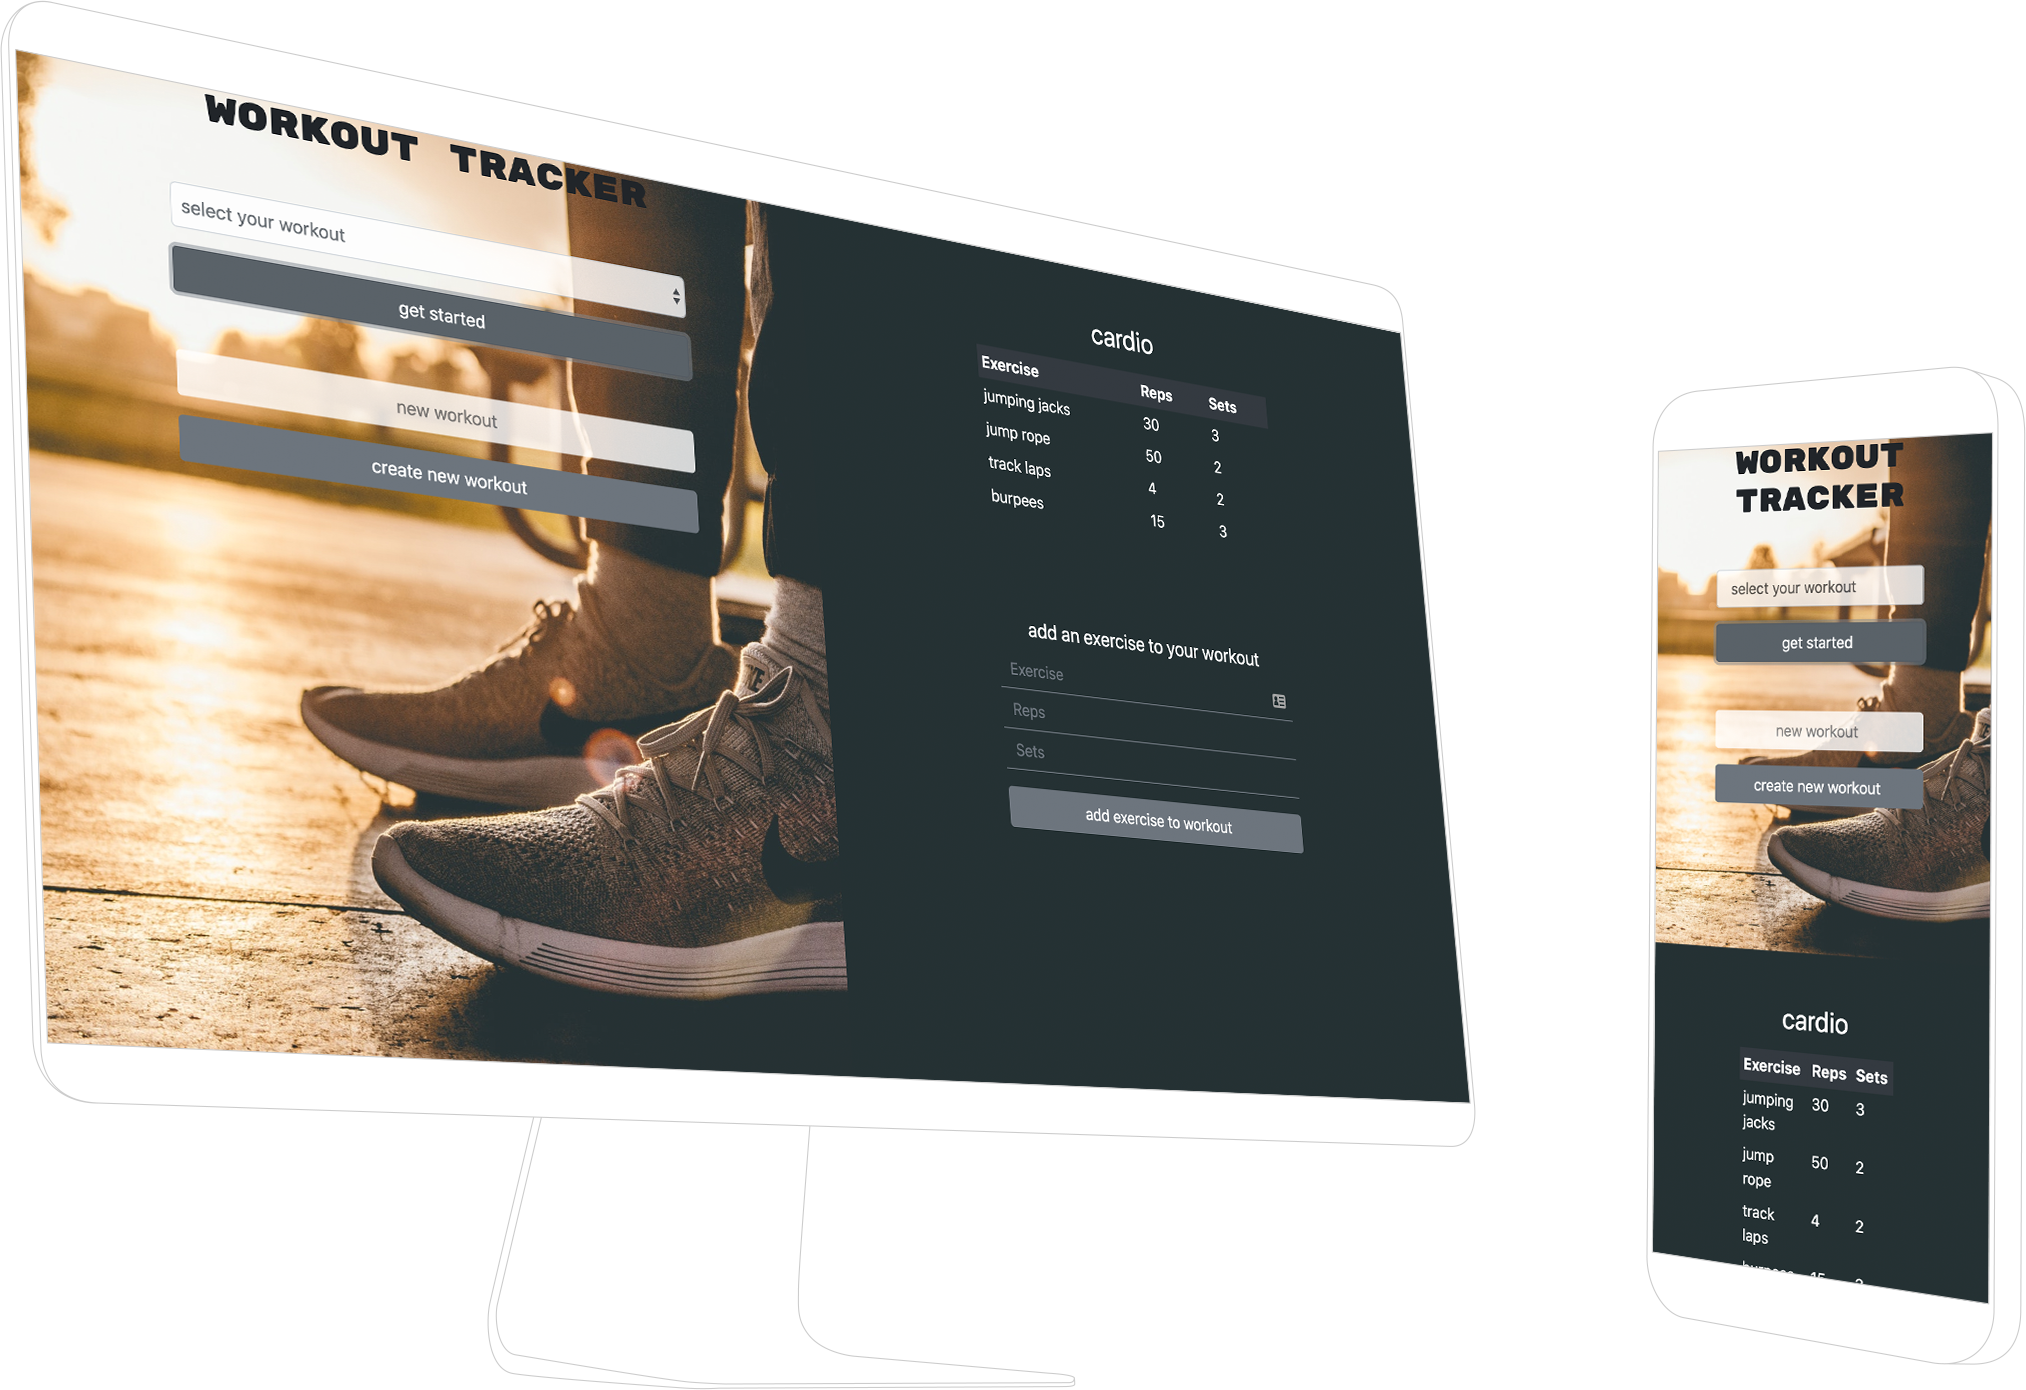 WORKOUT TRACKER
select your workout
get started
new workout
create new workout
cardio
Exercise Reps Sets
jumping jacks 30 3
jump rope 50 2
track laps 4 2
burpees 15 3
add an exercise to your workout
Exercise
Reps
Sets
add exercise to workout
WORKOUT
TRACKER
select your workout
get started
new workout
create new workout
cardio
Exercise Reps Sets
jumping 30 3
jacks
jump 50 2
rope
track 4 2
laps